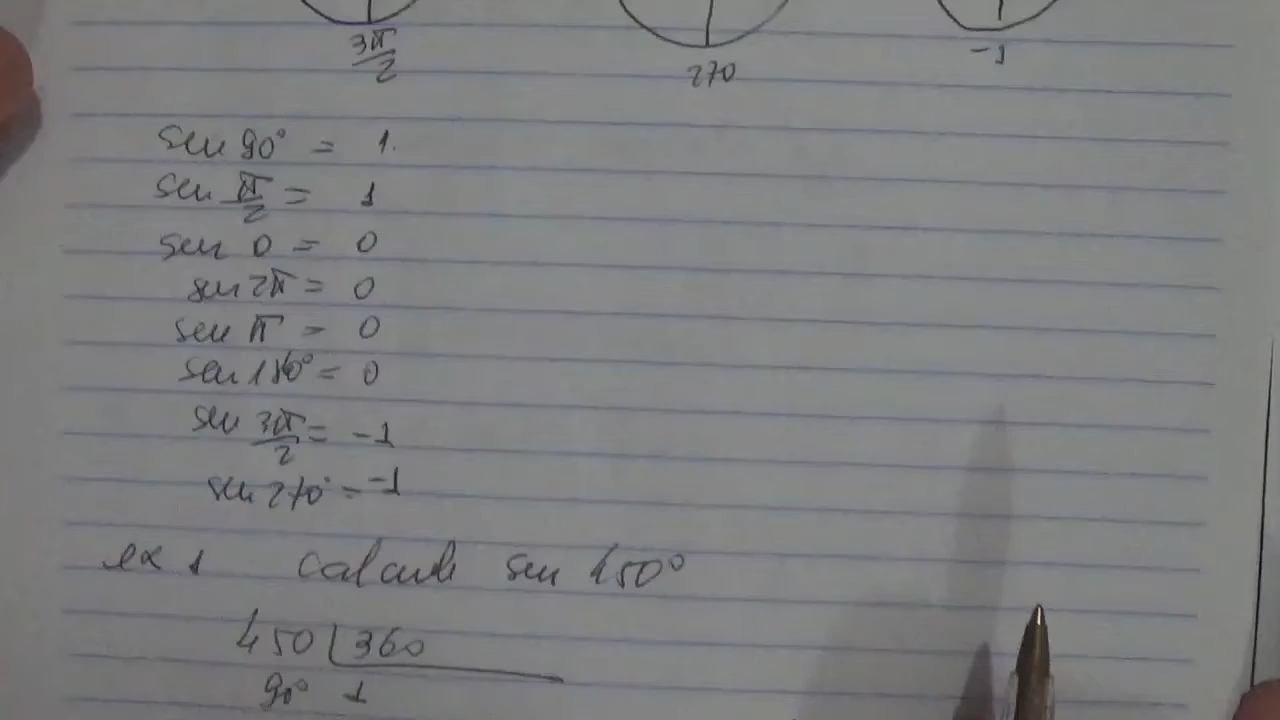 3π/2 270 -1
sen 90° = 1.
sen π/2 = 1
sen 0 = 0
sen 2π = 0
sen π = 0
sen 180° = 0
sen 3π/2 = -1
sen 270° = -1
ex 1 calcule sen 450°
450 | 360
90° 1